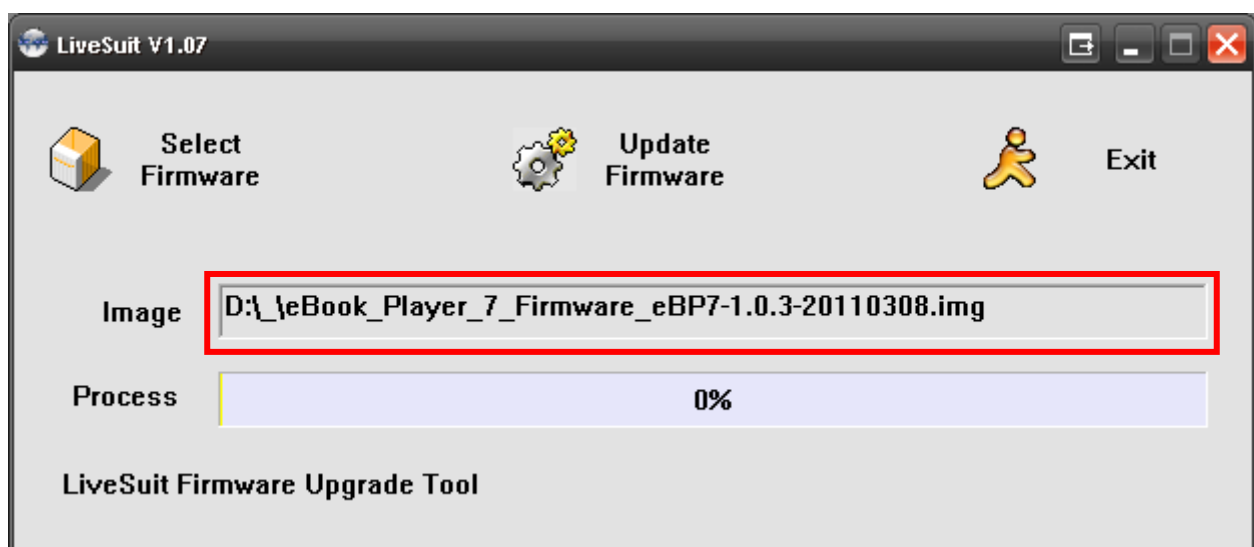 LiveSuit V1.07
Select
Firmware
Update
Firmware
Exit
Image
D:\_\eBook_Player_7_Firmware_eBP7-1.0.3-20110308.img
Process
0%
LiveSuit Firmware Upgrade Tool